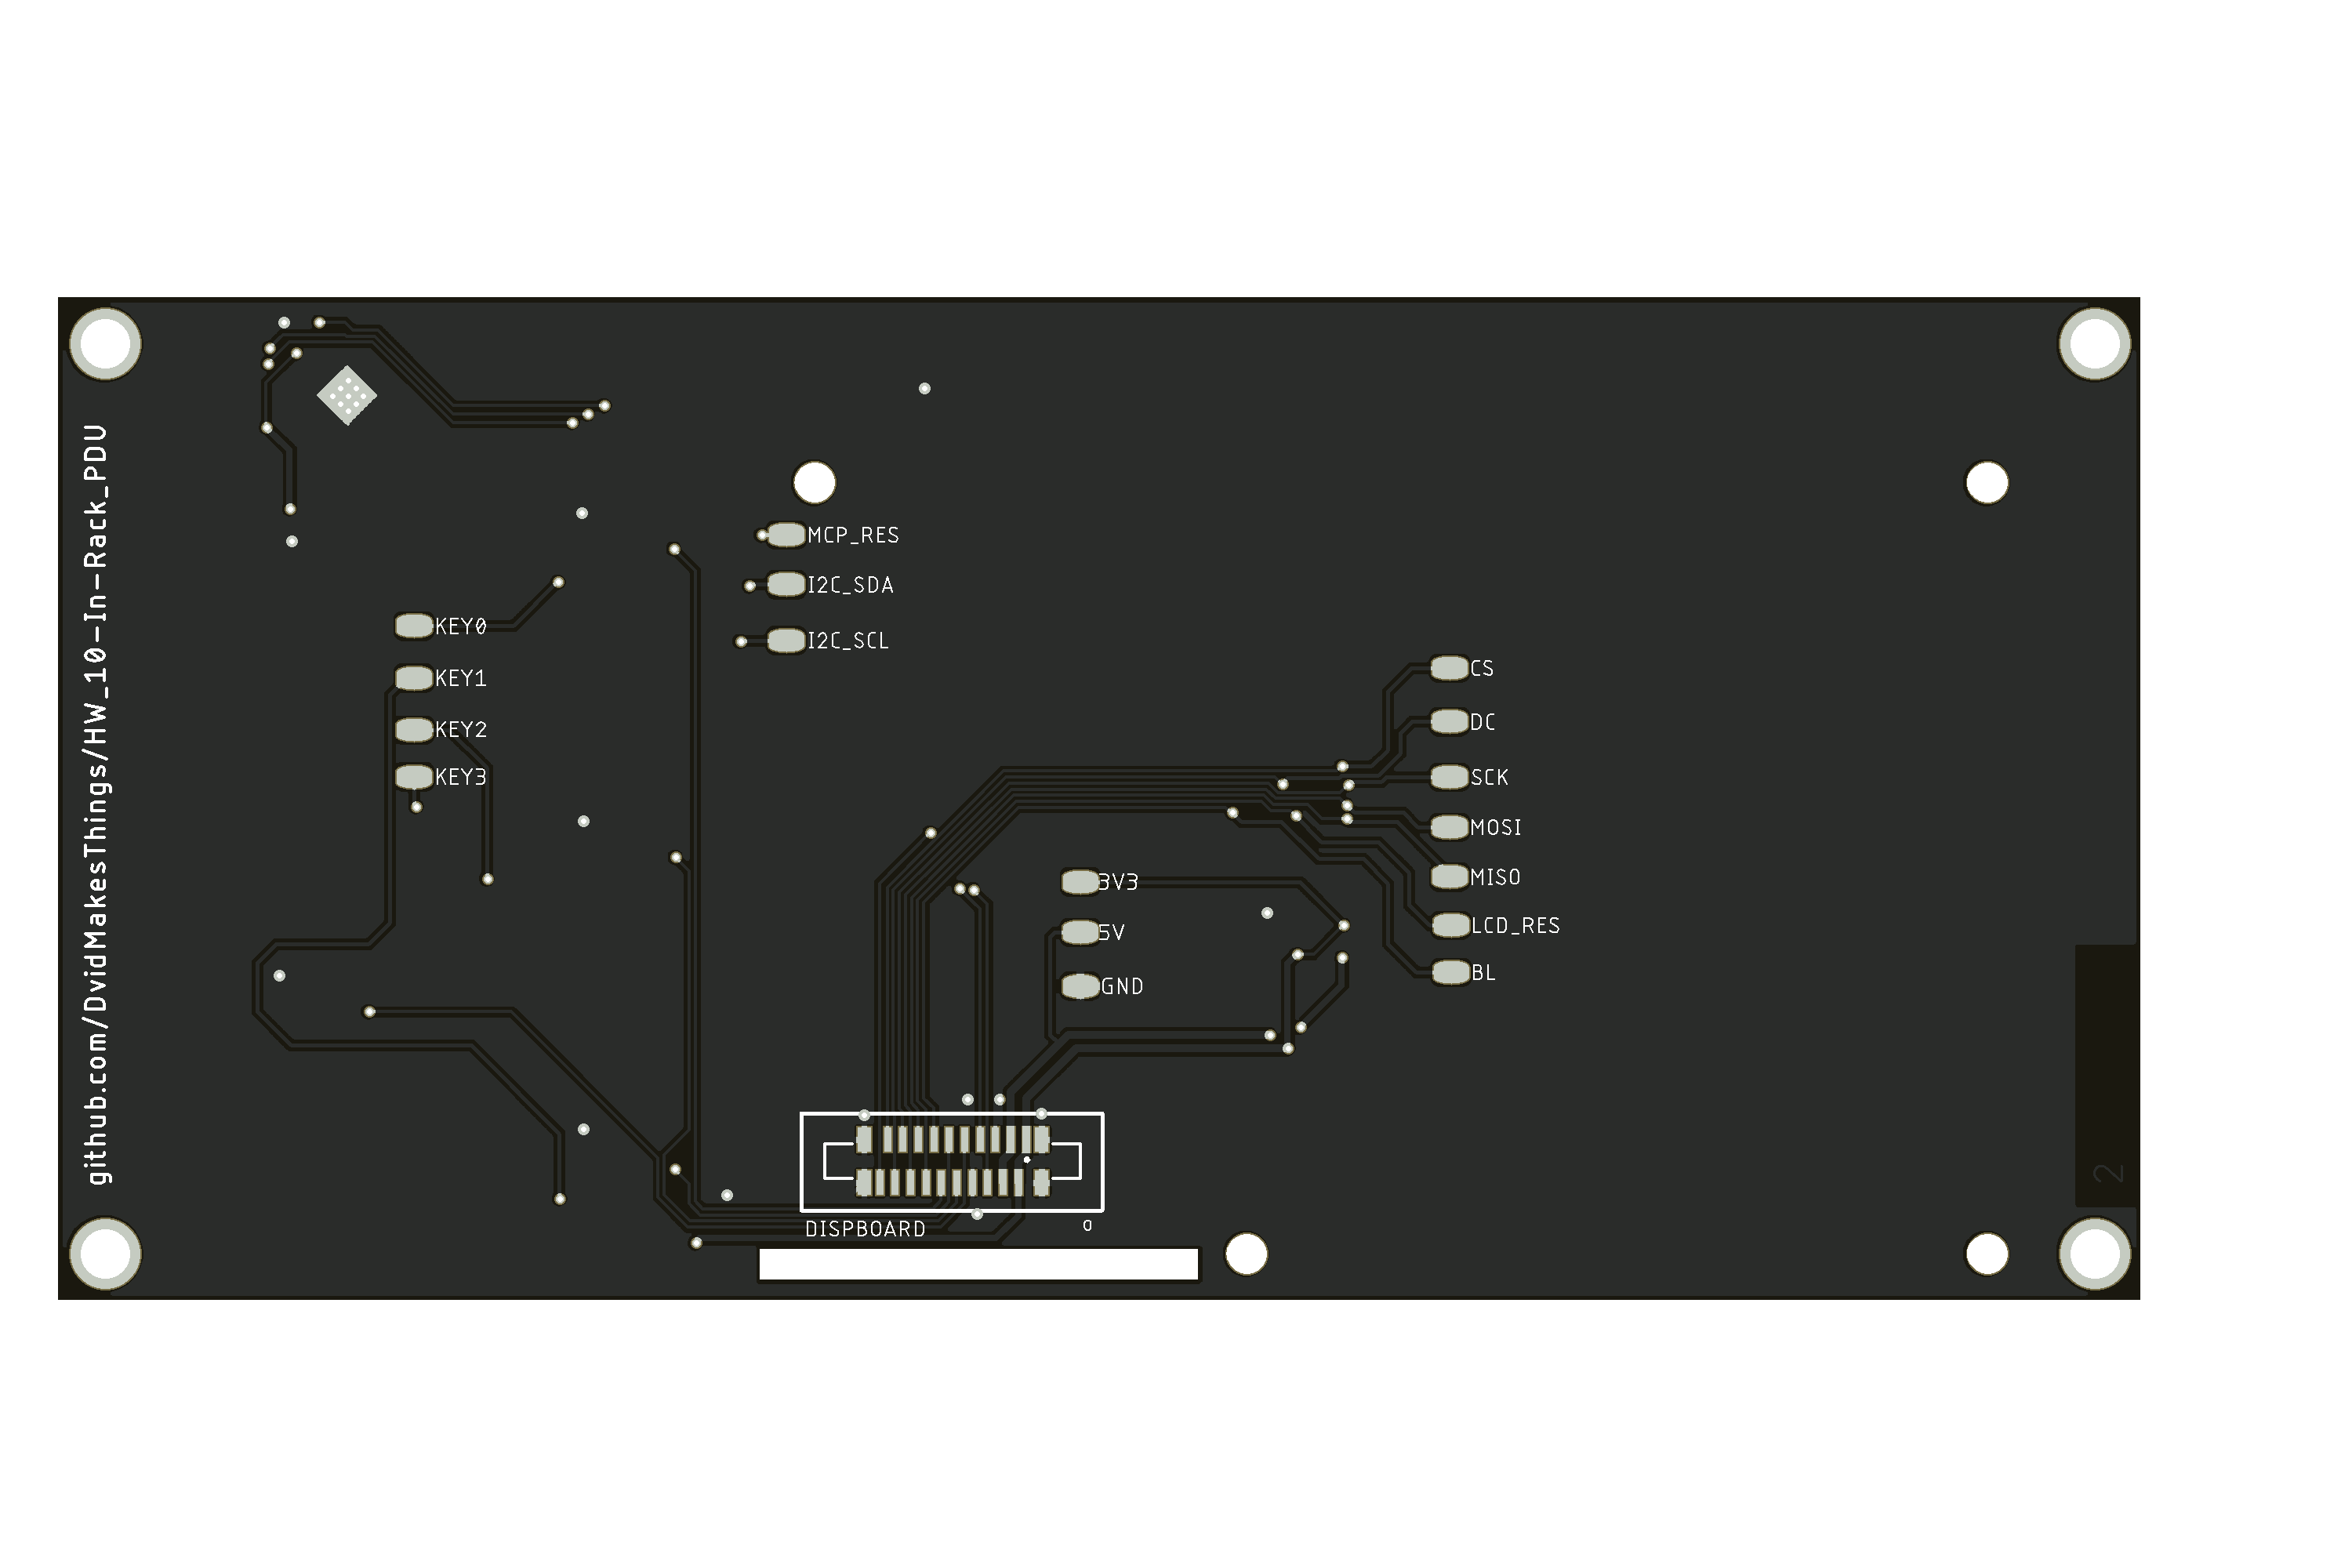 github.com/DvidMakesThings/HW_10-In-Rack_PDU
MCP_RES
I2C_SDA
I2C_SCL
KEY0
KEY1
KEY2
KEY3
CS
DC
SCK
MOSI
MISO
LCD_RES
BL
3V3
5V
GND
DISPBOARD
a
2